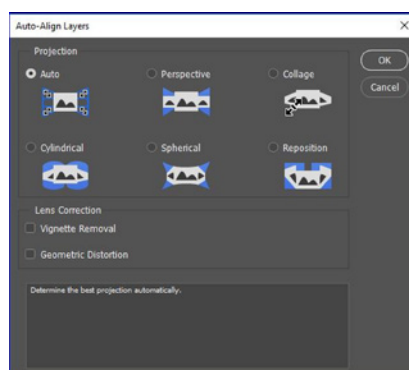 Auto-Align Layers
Projection
Auto
Perspective
Collage
OK
Cancel
Cylindrical
Spherical
Reposition
Lens Correction
Vignette Removal
Geometric Distortion
Determine the best projection automatically.